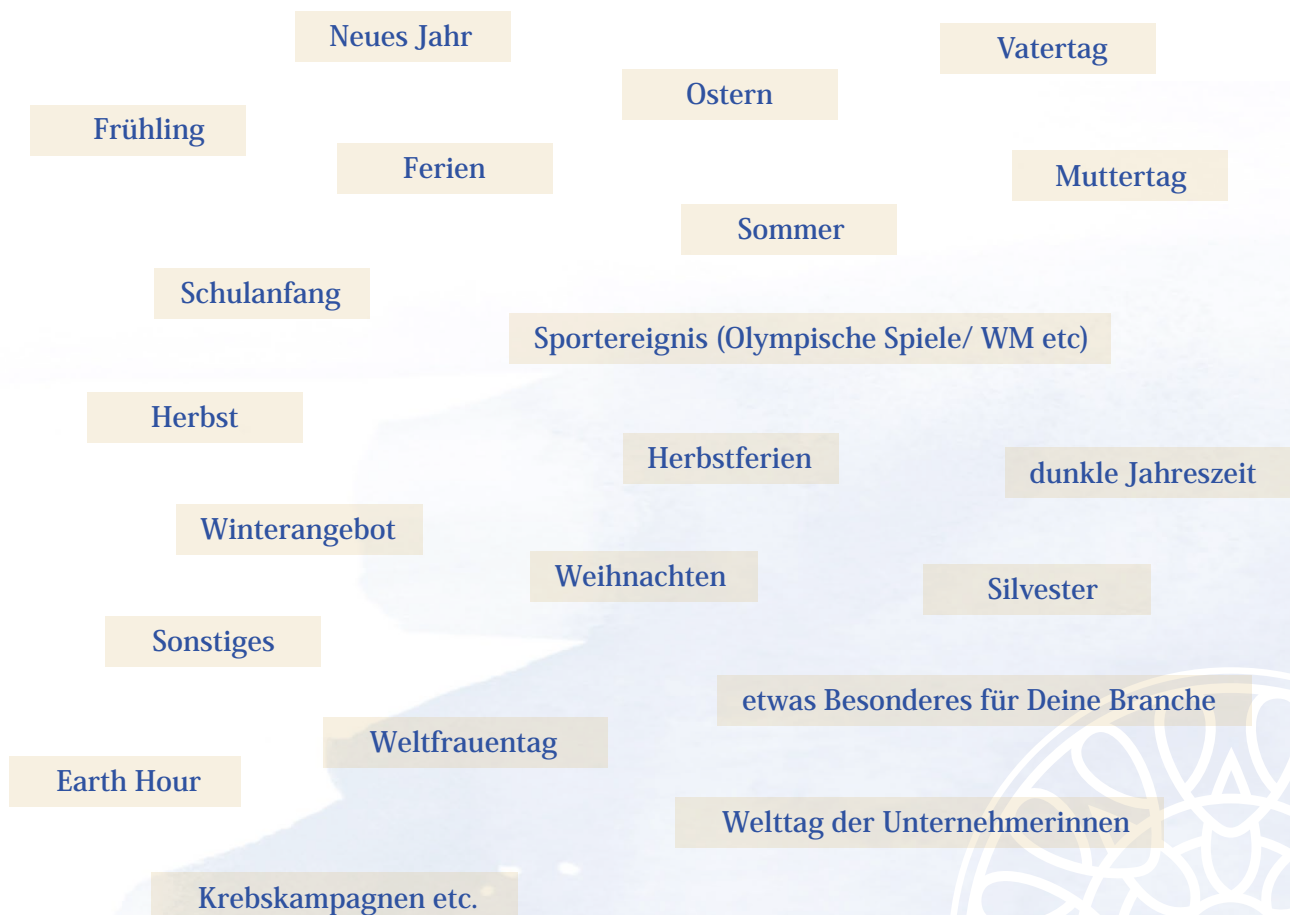 Neues Jahr
Vatertag
Ostern
Frühling
Ferien
Muttertag
Sommer
Schulanfang
Sportereignis (Olympische Spiele/ WM etc)
Herbst
Herbstferien
dunkle Jahreszeit
Winterangebot
Weihnachten
Silvester
Sonstiges
etwas Besonderes für Deine Branche
Weltfrauentag
Earth Hour
Welttag der Unternehmerinnen
Krebskampagnen etc.